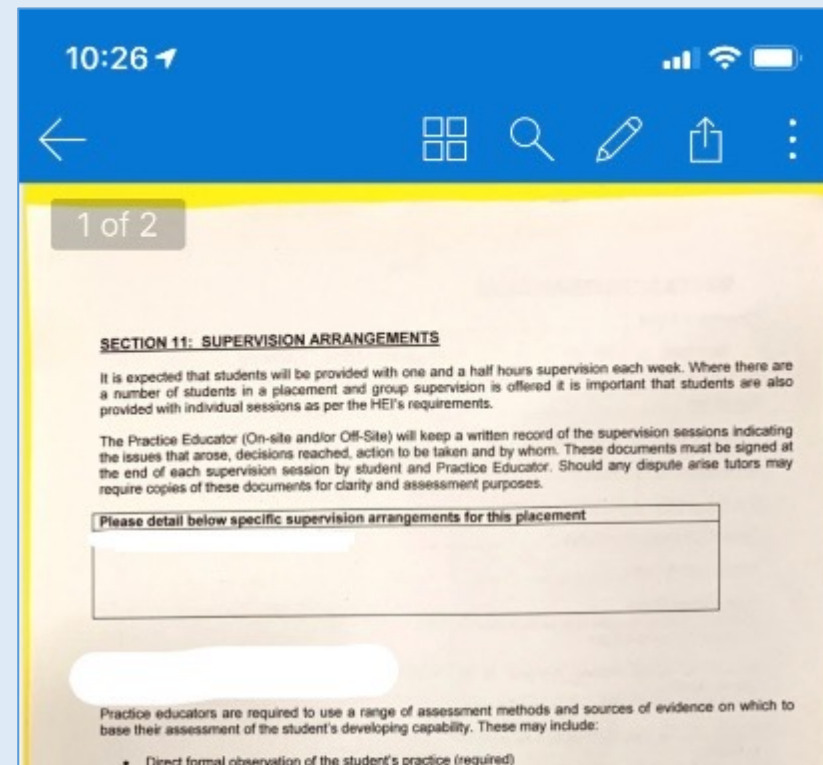 10:26
1 of 2
SECTION 11: SUPERVISION ARRANGEMENTS
It is expected that students will be provided with one and a half hours supervision each week. Where there are
a number of students in a placement and group supervision is offered it is important that students are also
provided with individual sessions as per the HEI's requirements.
The Practice Educator (On-site and/or Off-Site) will keep a written record of the supervision sessions indicating
the issues that arose, decisions reached, action to be taken and by whom. These documents must be signed at
the end of each supervision session by student and Practice Educator. Should any dispute arise tutors may
require copies of these documents for clarity and assessment purposes.
Please detail below specific supervision arrangements for this placement
Practice educators are required to use a range of assessment methods and sources of evidence on which to
base their assessment of the student's developing capability. These may include:
• Direct formal observation of the student's practice (required)